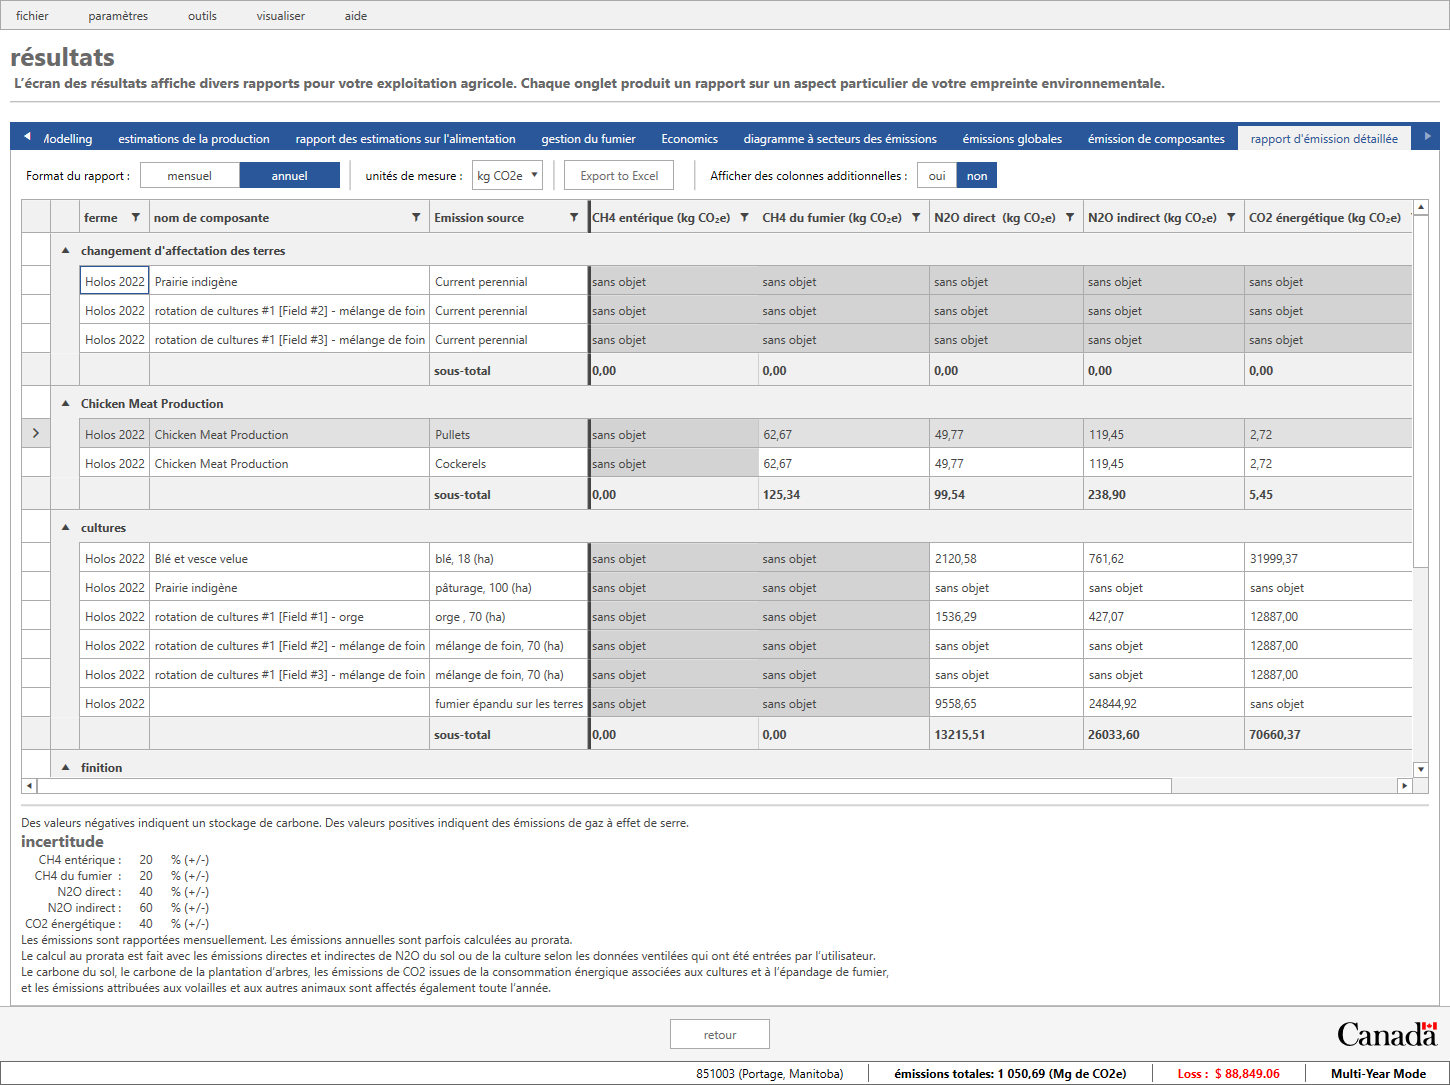 fichier paramètres outils visualiser aide
résultats
L'écran des résultats affiche divers rapports pour votre exploitation agricole. Chaque onglet produit un rapport sur un aspect particulier de votre empreinte environnementale.
Modelling estimations de la production rapport des estimations sur l'alimentation gestion du fumier Economics diagramme à secteurs des émissions émissions globales émission de composantes rapport d'émission détaillée
Format du rapport : mensuel annuel unités de mesure : kg CO2e Export to Excel Afficher des colonnes additionnelles : oui non
ferme nom de composante Emission source CH4 entérique (kg CO₂e) CH4 du fumier (kg CO₂e) N2O direct (kg CO₂e) N2O indirect (kg CO₂e) CO2 énergétique (kg CO₂e)
changement d'affectation des terres
Holos 2022 Prairie indigène Current perennial sans objet sans objet sans objet sans objet sans objet
Holos 2022 rotation de cultures #1 [Field #2] - mélange de foin Current perennial sans objet sans objet sans objet sans objet sans objet
Holos 2022 rotation de cultures #1 [Field #3] - mélange de foin Current perennial sans objet sans objet sans objet sans objet sans objet
sous-total 0,00 0,00 0,00 0,00 0,00
Chicken Meat Production
Holos 2022 Chicken Meat Production Pullets sans objet 62,67 49,77 119,45 2,72
Holos 2022 Chicken Meat Production Cockerels sans objet 62,67 49,77 119,45 2,72
sous-total 0,00 125,34 99,54 238,90 5,45
cultures
Holos 2022 Blé et vesce velue blé, 18 (ha) sans objet sans objet 2120,58 761,62 31999,37
Holos 2022 Prairie indigène pâturage, 100 (ha) sans objet sans objet sans objet sans objet sans objet
Holos 2022 rotation de cultures #1 [Field #1] - orge orge , 70 (ha) sans objet sans objet 1536,29 427,07 12887,00
Holos 2022 rotation de cultures #1 [Field #2] - mélange de foin mélange de foin, 70 (ha) sans objet sans objet sans objet sans objet 12887,00
Holos 2022 rotation de cultures #1 [Field #3] - mélange de foin mélange de foin, 70 (ha) sans objet sans objet sans objet sans objet 12887,00
Holos 2022 fumier épandu sur les terres sans objet sans objet 9558,65 24844,92 sans objet
sous-total 0,00 0,00 13215,51 26033,60 70660,37
finition
Des valeurs négatives indiquent un stockage de carbone. Des valeurs positives indiquent des émissions de gaz à effet de serre.
incertitude
CH4 entérique : 20 % (+/-)
CH4 du fumier : 20 % (+/-)
N2O direct : 40 % (+/-)
N2O indirect : 60 % (+/-)
CO2 énergétique : 40 % (+/-)
Les émissions sont rapportées mensuellement. Les émissions annuelles sont parfois calculées au prorata.
Le calcul au prorata est fait avec les émissions directes et indirectes de N2O du sol ou de la culture selon les données ventilées qui ont été entrées par l'utilisateur.
Le carbone du sol, le carbone de la plantation d'arbres, les émissions de CO2 issues de la consommation énergique associées aux cultures et à l'épandage de fumier,
et les émissions attribuées aux volailles et aux autres animaux sont affectés également toute l'année.
retour
Canada
851003 (Portage, Manitoba) émissions totales: 1 050,69 (Mg de CO2e) Loss : $ 88,849.06 Multi-Year Mode